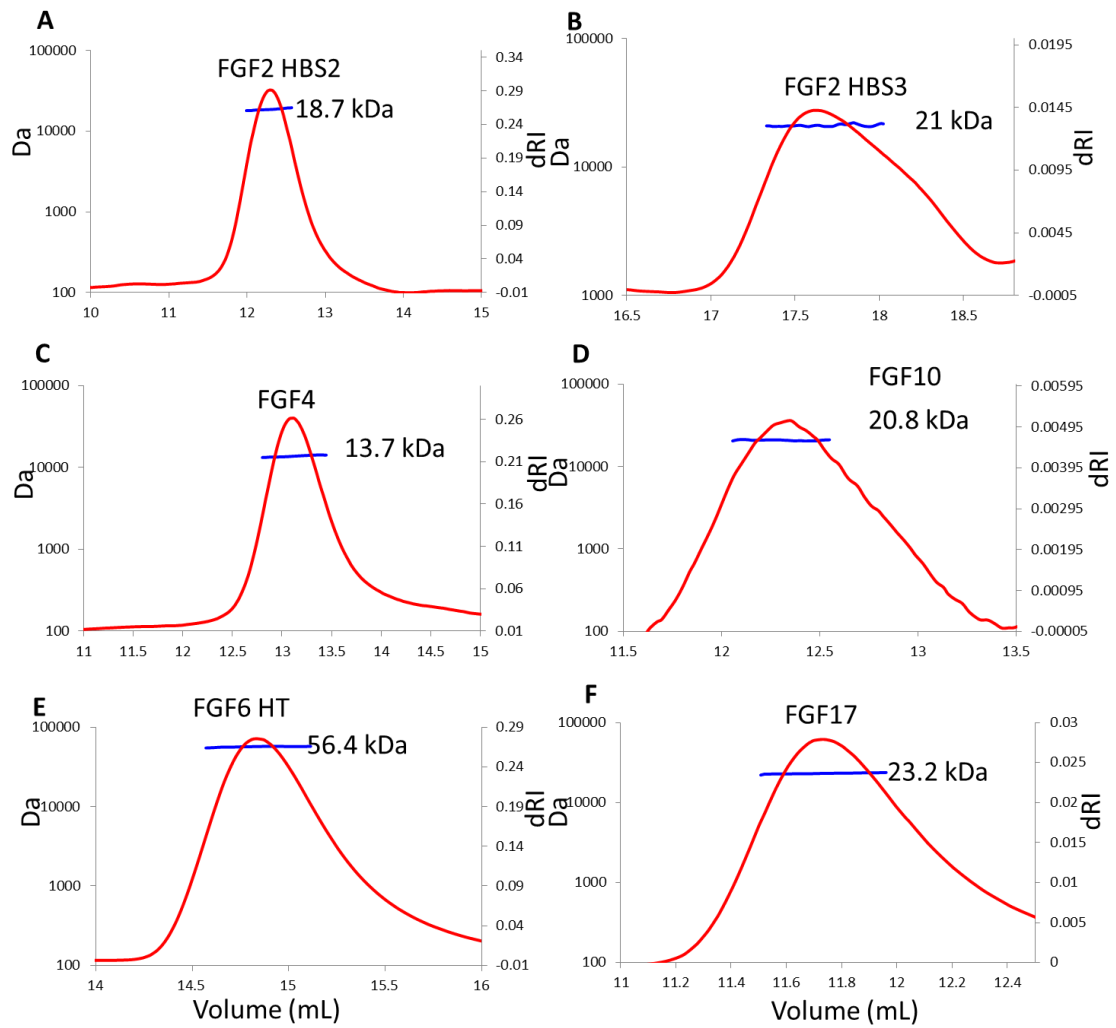 A
FGF2 HBS2
18.7 kDa
Da
dRI
100000
10000
1000
100
0.34
0.29
0.24
0.19
0.14
0.09
0.04
-0.01
10 11 12 13 14 15
B
FGF2 HBS3
21 kDa
Da
dRI
100000
10000
1000
0.0195
0.0145
0.0095
0.0045
-0.0005
16.5 17 17.5 18 18.5
C
FGF4
13.7 kDa
Da
dRI
100000
10000
1000
100
0.26
0.21
0.16
0.11
0.06
0.01
11 11.5 12 12.5 13 13.5 14 14.5 15
D
FGF10
20.8 kDa
Da
dRI
100000
10000
1000
100
0.00595
0.00495
0.00395
0.00295
0.00195
0.00095
-0.00005
11.5 12 12.5 13 13.5
E
FGF6 HT
56.4 kDa
Da
dRI
100000
10000
1000
100
0.29
0.24
0.19
0.14
0.09
0.04
-0.01
14 14.5 15 15.5 16
Volume (mL)
F
FGF17
23.2 kDa
Da
dRI
100000
10000
1000
100
0.03
0.025
0.02
0.015
0.01
0.005
0
11 11.2 11.4 11.6 11.8 12 12.2 12.4
Volume (mL)